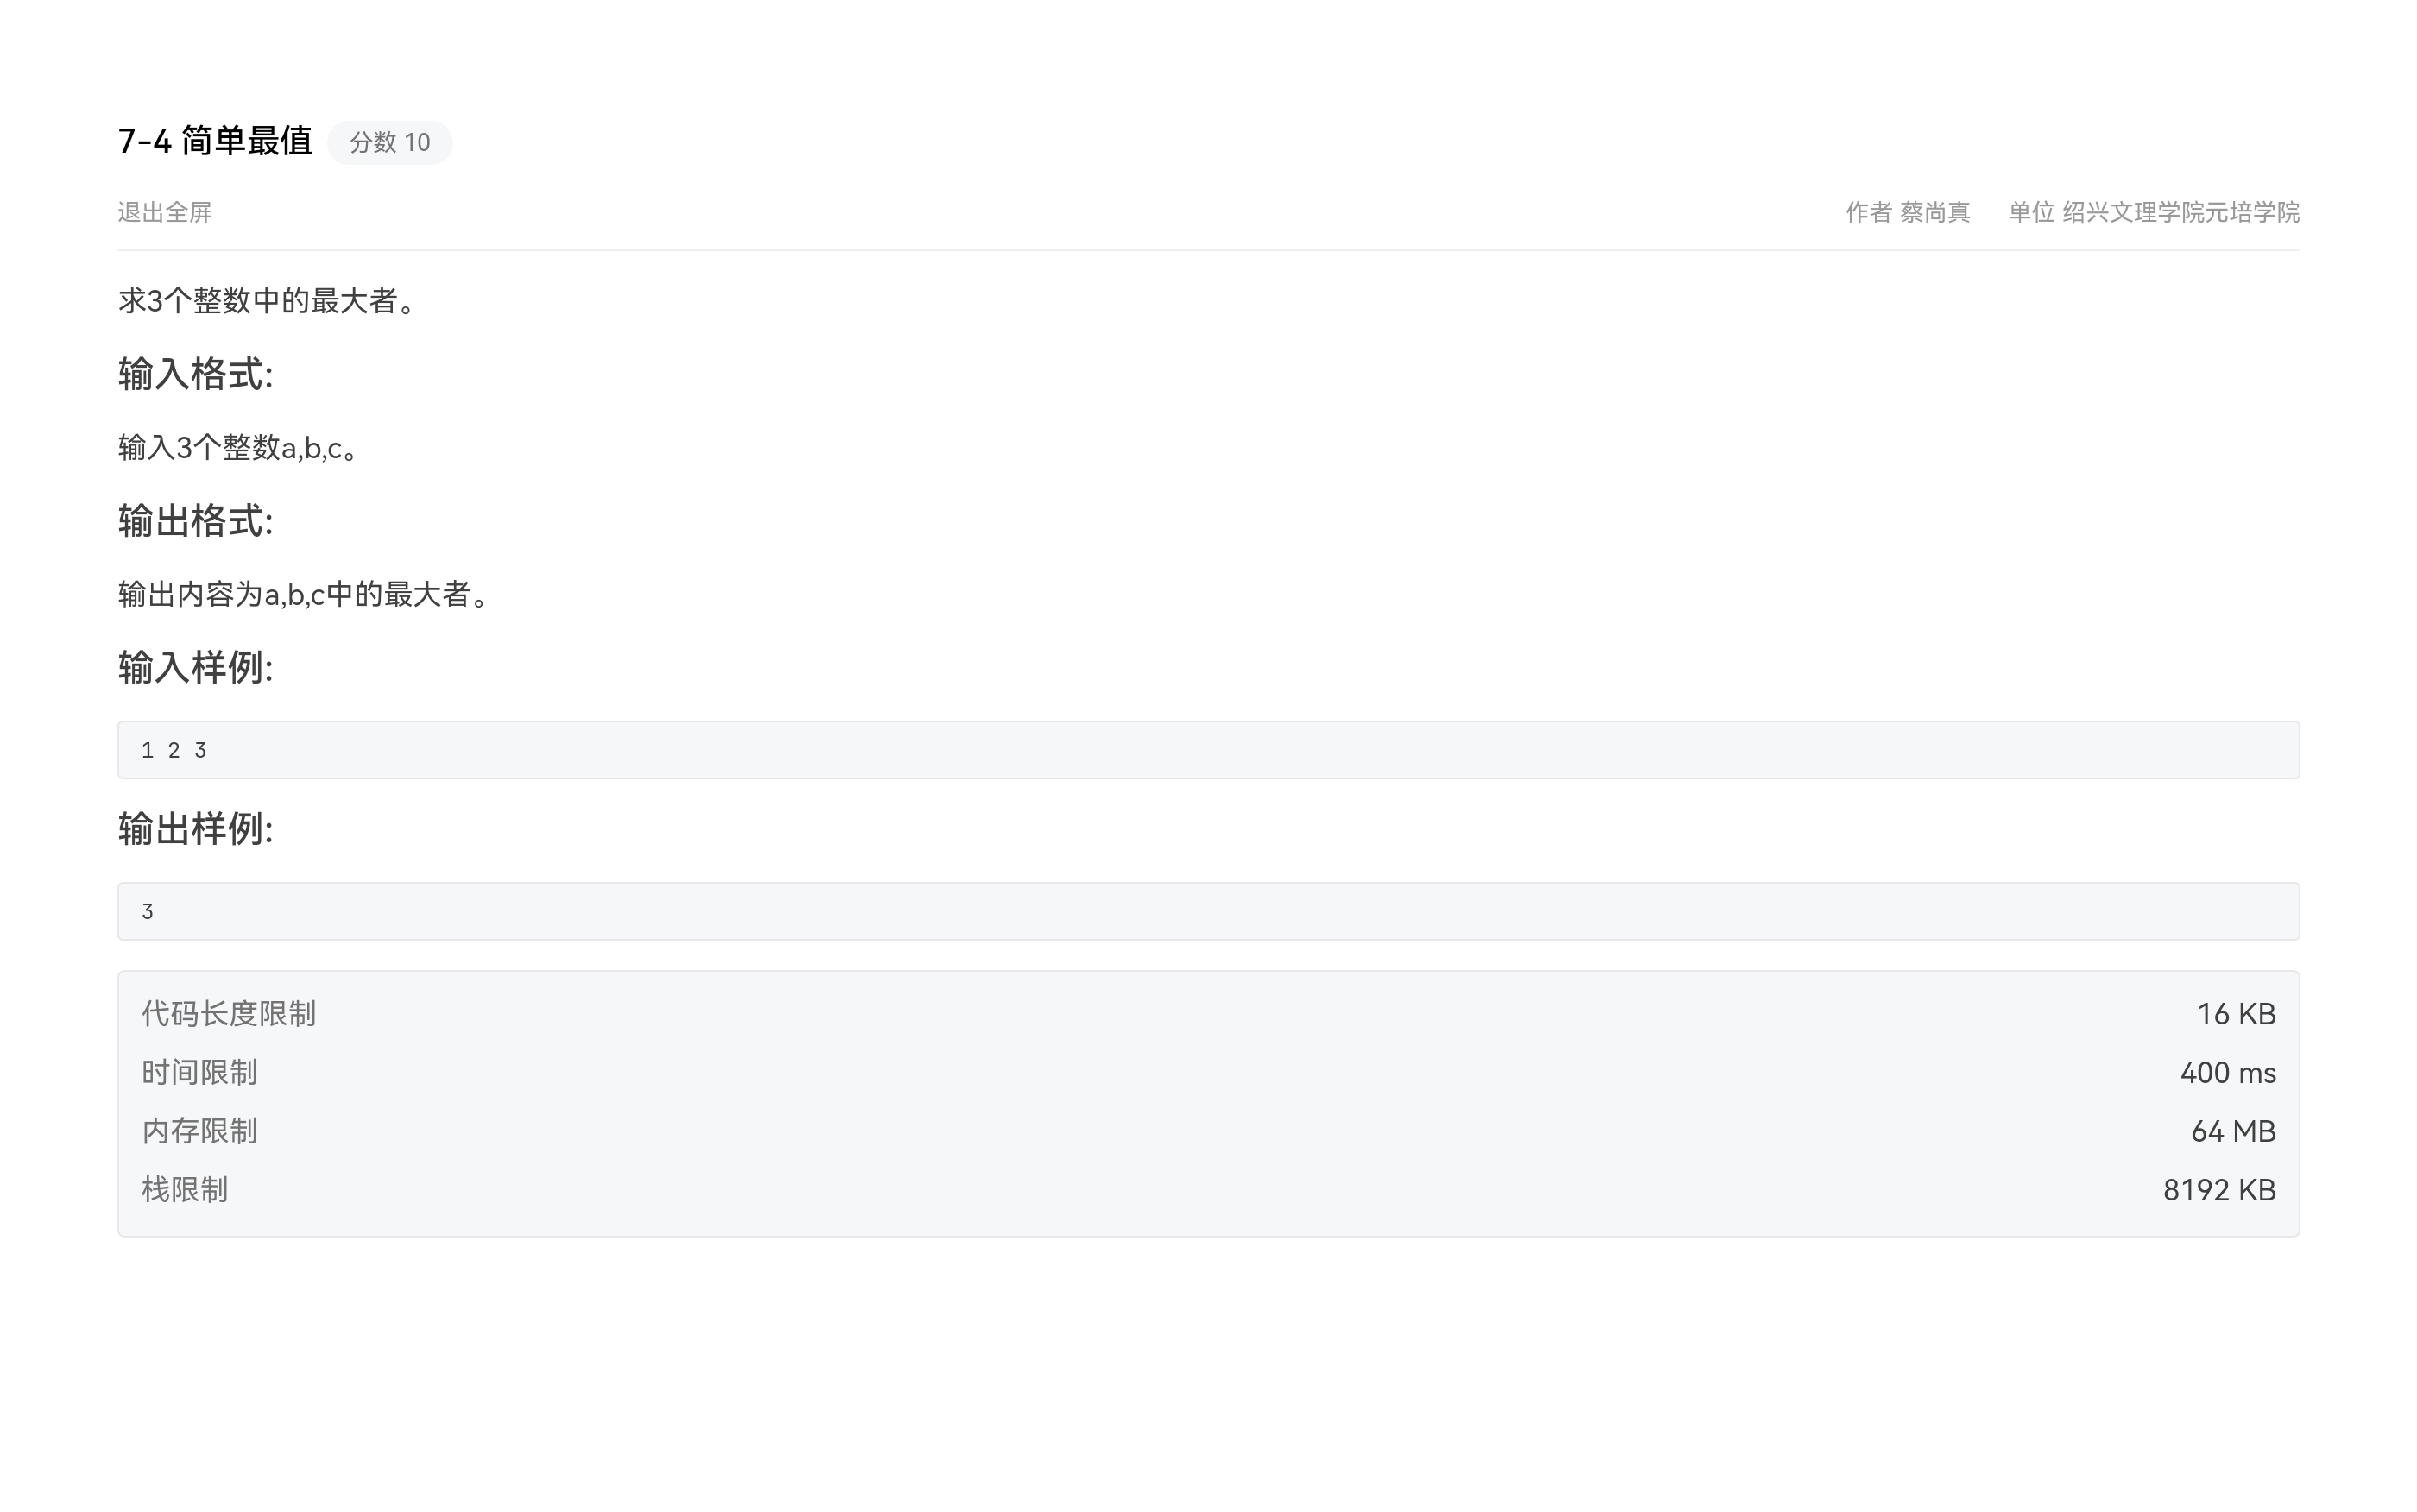 7-4 简单最值 分数 10
退出全屏 作者 蔡尚真 单位 绍兴文理学院元培学院
求3个整数中的最大者。
输入格式:
输入3个整数a,b,c。
输出格式:
输出内容为a,b,c中的最大者。
输入样例:
1 2 3
输出样例:
3
代码长度限制 16 KB
时间限制 400 ms
内存限制 64 MB
栈限制 8192 KB